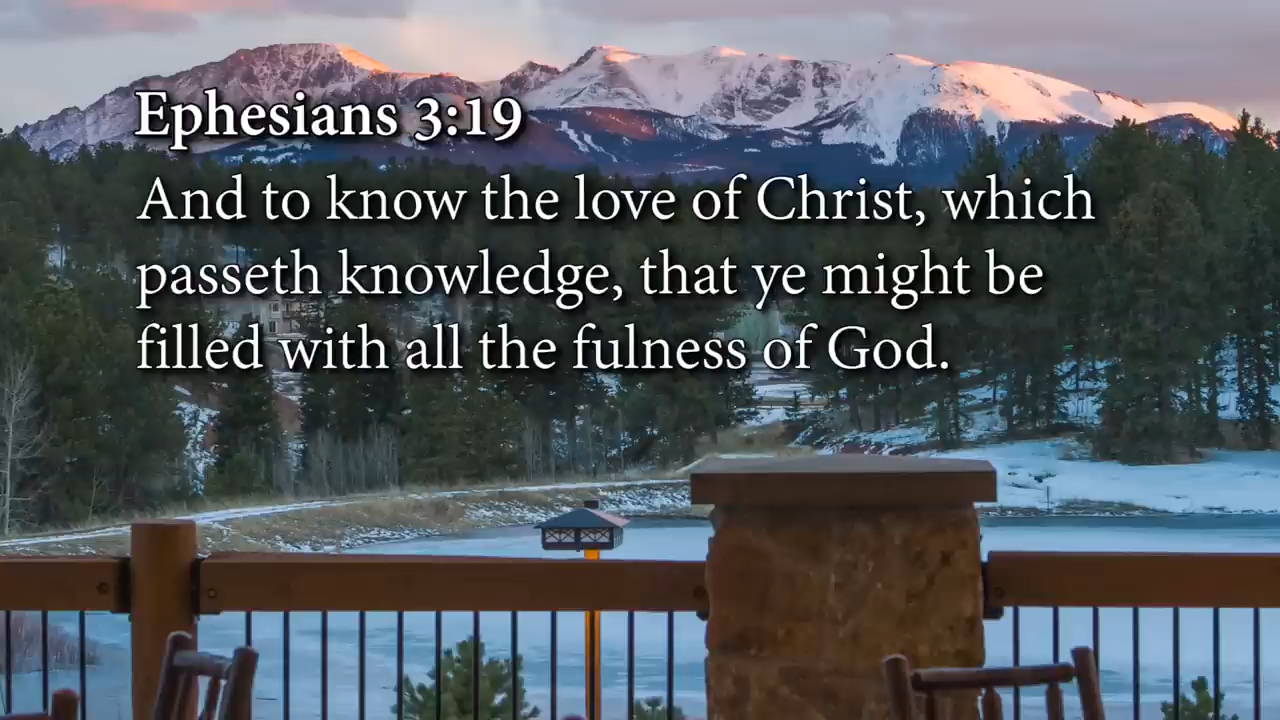 Ephesians 3:19
And to know the love of Christ, which
passeth knowledge, that ye might be
filled with all the fulness of God.